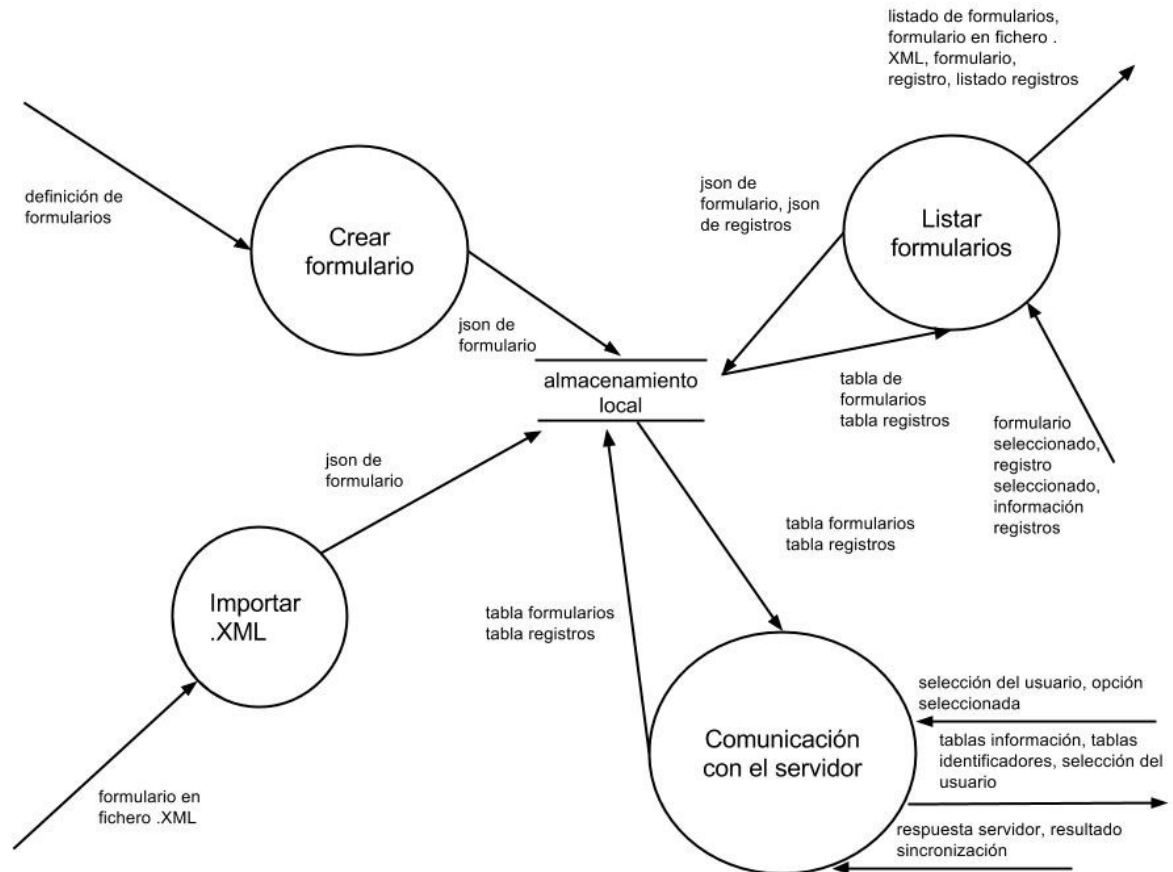 listado de formularios,
formulario en fichero .
XML, formulario,
registro, listado registros
definición de
formularios
Crear
formulario
json de
formulario, json
de registros
Listar
formularios
json de
formulario
almacenamiento
local
tabla de
formularios
tabla registros
formulario
seleccionado,
registro
seleccionado,
información
registros
json de
formulario
tabla formularios
tabla registros
Importar
.XML
tabla formularios
tabla registros
selección del usuario, opción
seleccionada
Comunicación
con el servidor
tablas información, tablas
identificadores, selección del
usuario
formulario en
fichero .XML
respuesta servidor, resultado
sincronización